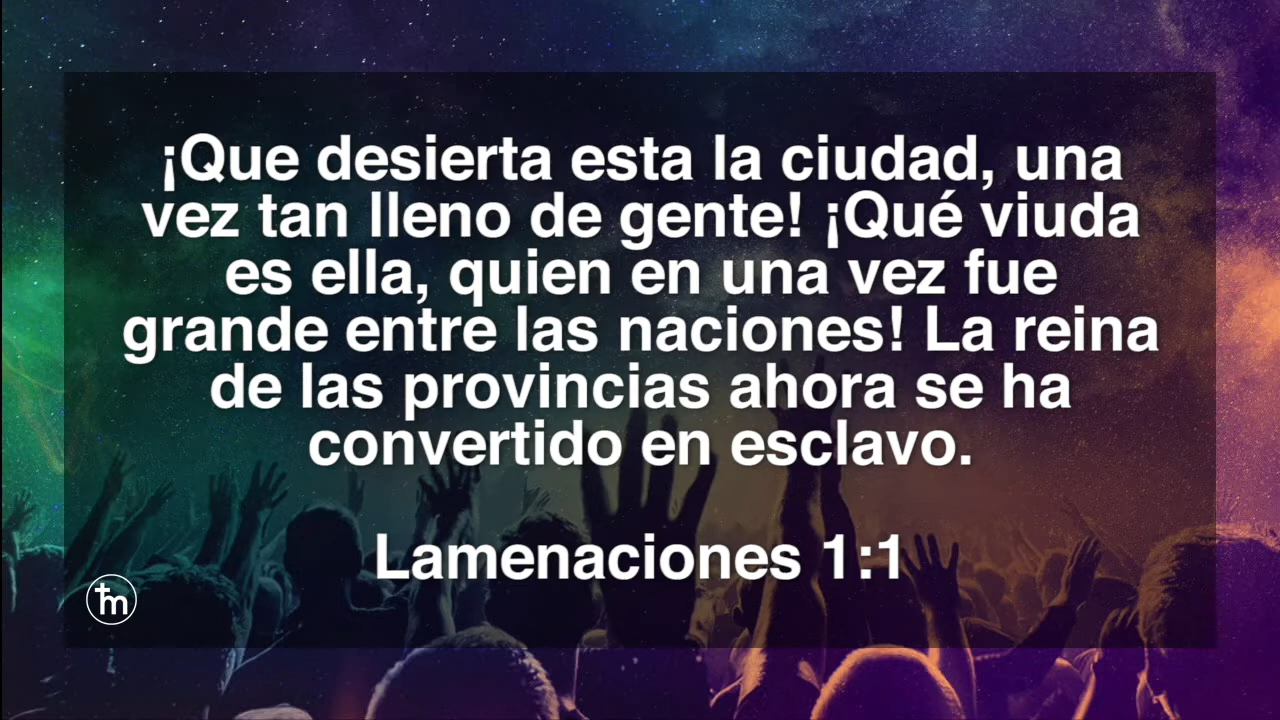 ¡Que desierta esta la ciudad, una
vez tan lleno de gente! ¡Qué viuda
es ella, quien en una vez fue
grande entre las naciones! La reina
de las provincias ahora se ha
convertido en esclavo.
Lamenaciones 1:1
tm